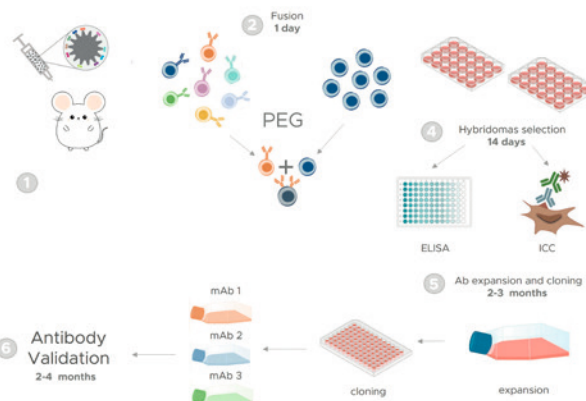 1
2
Fusion
1 day
PEG
+
4
Hybridomas selection
14 days
ELISA
ICC
5
Ab expansion and cloning
2-3 months
expansion
cloning
mAb 1
mAb 2
mAb 3
6
Antibody
Validation
2-4 months